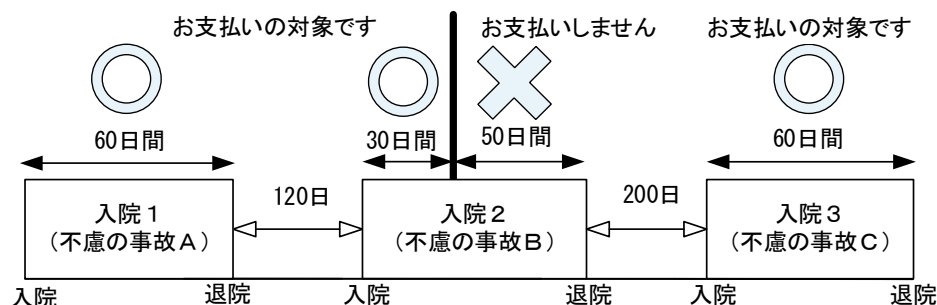 お支払いの対象です
お支払いしません
お支払いの対象です
60日間
30日間
50日間
60日間
入院1
(不慮の事故A)
120日
入院2
(不慮の事故B)
200日
入院3
(不慮の事故C)
入院
退院
入院
退院
入院
退院